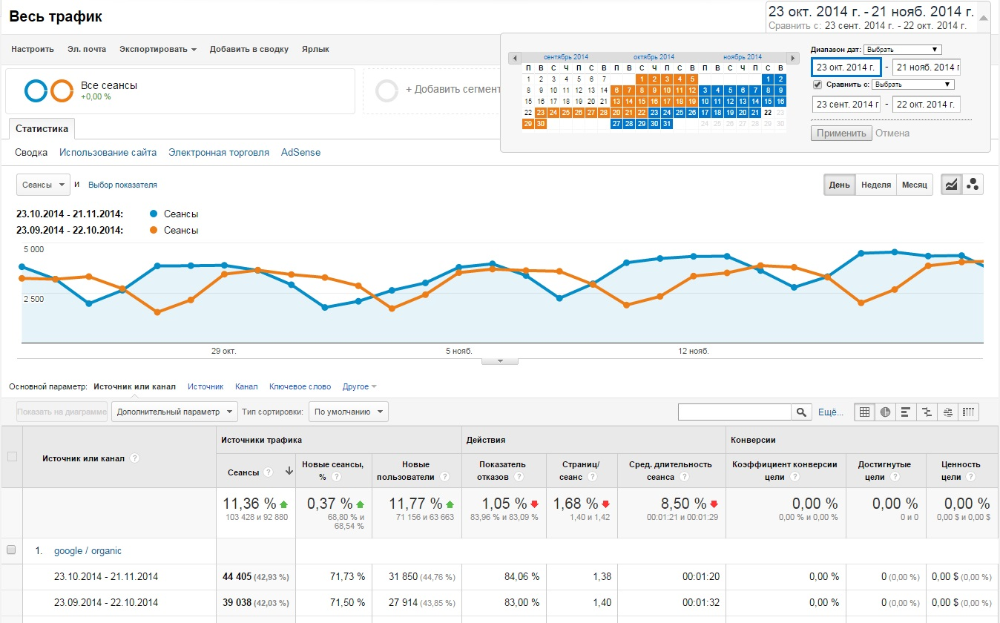 Весь трафик
23 окт. 2014 г. - 21 нояб. 2014 г.
Сравнить с: 23 сент. 2014 г. - 22 окт. 2014 г.
Настроить Эл. почта Экспортировать Добавить в сводку Ярлык
Все сеансы
+0,00 %
+ Добавить сегмент
сентябрь 2014 октябрь 2014 ноябрь 2014
П В С Ч П С В П В С Ч П С В П В С Ч П С В
1 2 3 4 5 6 7 1 2 3 4 5 1 2
8 9 10 11 12 13 14 6 7 8 9 10 11 12 3 4 5 6 7 8 9
15 16 17 18 19 20 21 13 14 15 16 17 18 19 10 11 12 13 14 15 16
22 23 24 25 26 27 28 20 21 22 23 24 25 26 17 18 19 20 21 22 23
29 30 27 28 29 30 31 24 25 26 27 28 29 30
Диапазон дат: Выбрать
23 окт. 2014 г. - 21 нояб. 2014 г
Сравнить с: Выбрать
23 сент. 2014 г - 22 окт. 2014 г.
Применить Отмена
Статистика
Сводка Использование сайта Электронная торговля AdSense
Сеансы И Выбор показателя
День Неделя Месяц
23.10.2014 - 21.11.2014: Сеансы
23.09.2014 - 22.10.2014: Сеансы
5 000
2 500
29 окт. 5 нояб. 12 нояб.
Основной параметр: Источник или канал Источник Канал Ключевое слово Другое
Показать на диаграмме Дополнительный параметр Тип сортировки: По умолчанию Ещё...
Источник или канал ?
Источники трафика Действия Конверсии
Сеансы ? Новые сеансы, % ? Новые пользователи ? Показатель отказов ? Страниц/сеанс ? Сред. длительность сеанса ? Коэффициент конверсии цели ? Достигнутые цели ? Ценность цели ?
11,36 % 0,37 % 11,77 % 1,05 % 1,68 % 8,50 % 0,00 % 0,00 % 0,00 %
103 428 и 92 880 68,80 % и 68,54 % 71 156 и 63 663 83,96 % и 83,09 % 1,40 и 1,42 00:01:21 и 00:01:29 0,00 % и 0,00 % 0 и 0 0,00 $ и 0,00 $
1. google / organic
23.10.2014 - 21.11.2014 44 405 (42,93 %) 71,73 % 31 850 (44,76 %) 84,06 % 1,38 00:01:20 0,00 % 0 (0,00 %) 0,00 $ (0,00 %)
23.09.2014 - 22.10.2014 39 038 (42,03 %) 71,50 % 27 914 (43,85 %) 83,00 % 1,40 00:01:32 0,00 % 0 (0,00 %) 0,00 $ (0,00 %)